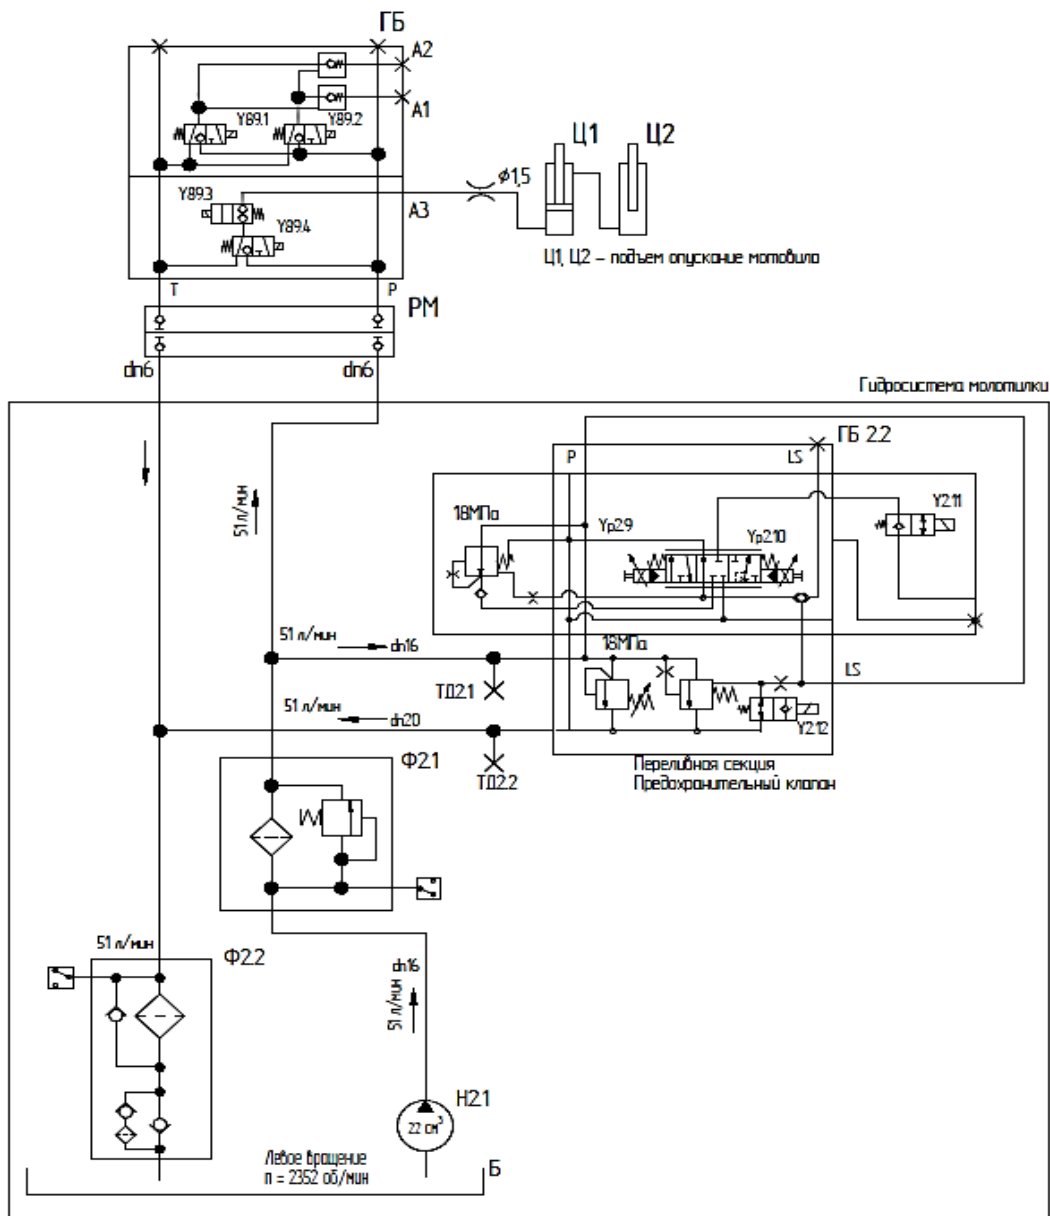 ГБ
А2
А1
Y89.1
Y89.2
Ц1
Ц2
Ø1,5
А3
Y89.3
Y89.4
Ц1, Ц2 – подъем опускание мотовила
Т
Р
РМ
dn6
dn6
Гидросистема молотилки
ГБ 2.2
Р
LS
51 л/мин
18МПа
Yр2.9
Yр2.10
Y2.11
51 л/мин
dn16
18МПа
LS
ТД2.1
51 л/мин
dn20
Y2.12
ТД2.2
Ф2.1
Переливная секция
Предохранительный клапан
51 л/мин
Ф2.2
51 л/мин dn16
Н2.1
22 см³
Левое вращение
n = 2352 об/мин
Б